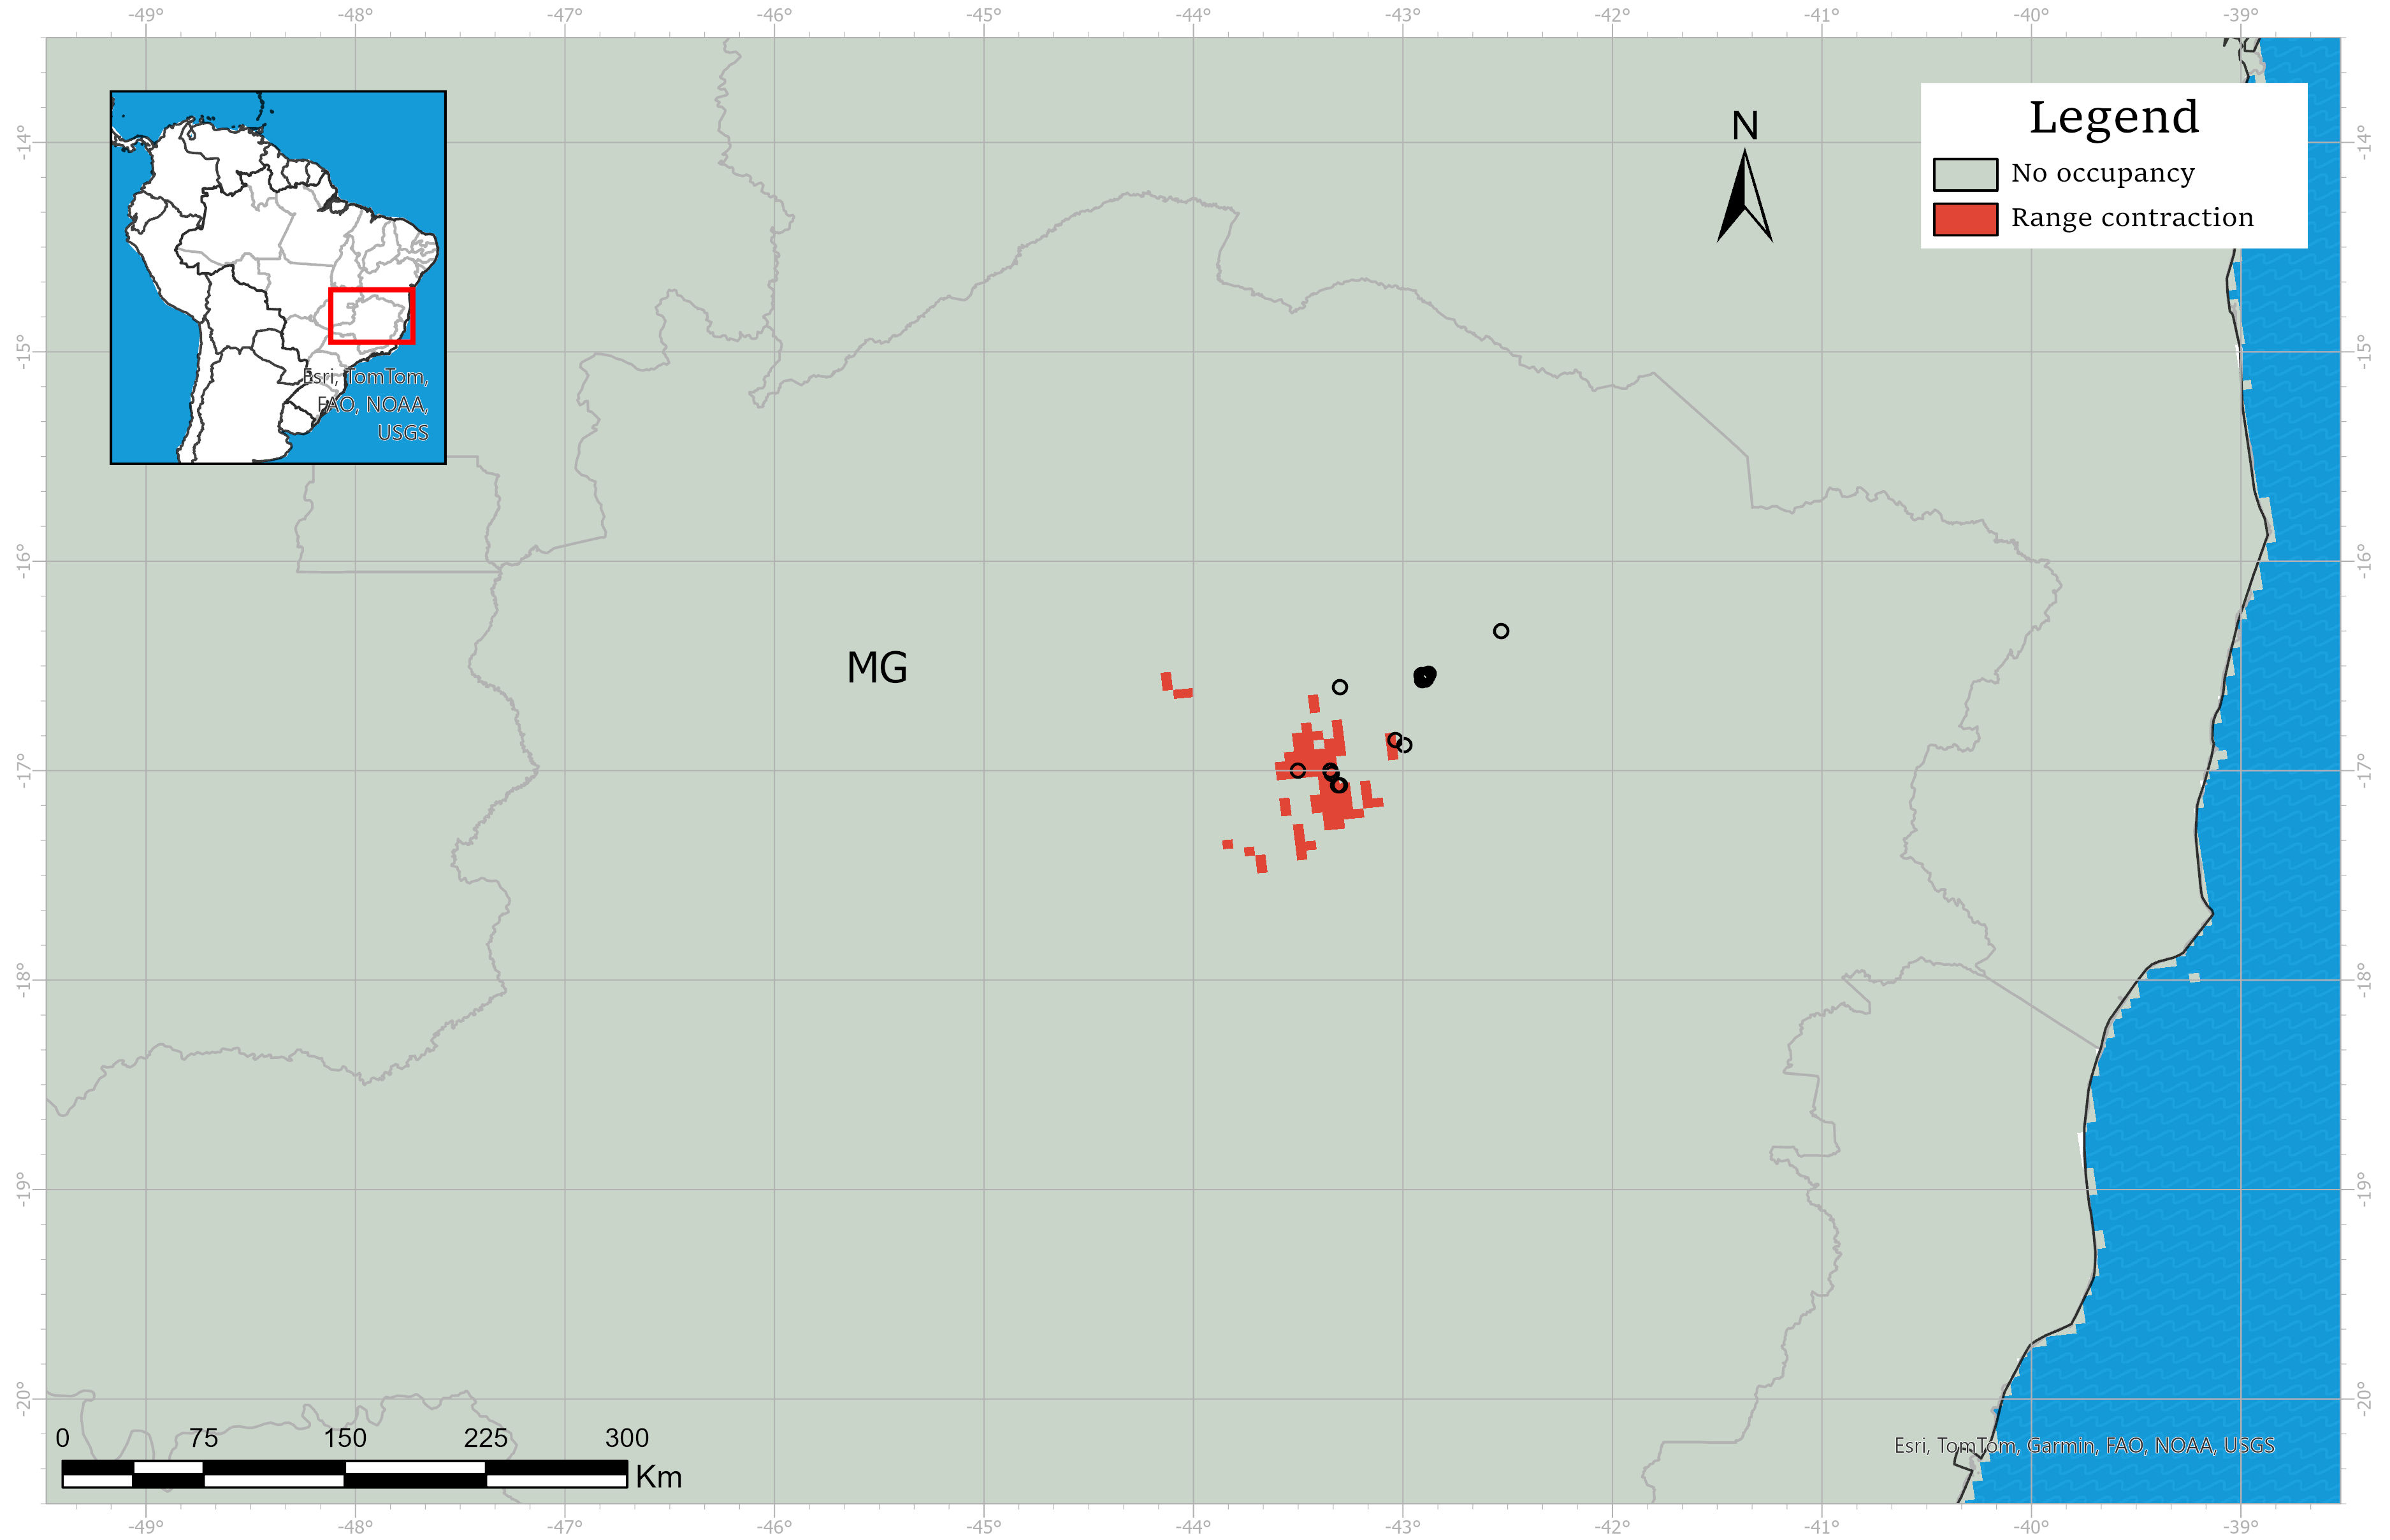 -49° -48° -47° -46° -45° -44° -43° -42° -41° -40° -39°
N
Legend
No occupancy
Range contraction
-14° -14°
Esri, TomTom,
FAO, NOAA,
USGS
-15° -15°
-16° -16°
MG
-17° -17°
-18° -18°
-19° -19°
-20° -20°
0 75 150 225 300
Km
Esri, TomTom, Garmin, FAO, NOAA, USGS
-49° -48° -47° -46° -45° -44° -43° -42° -41° -40° -39°